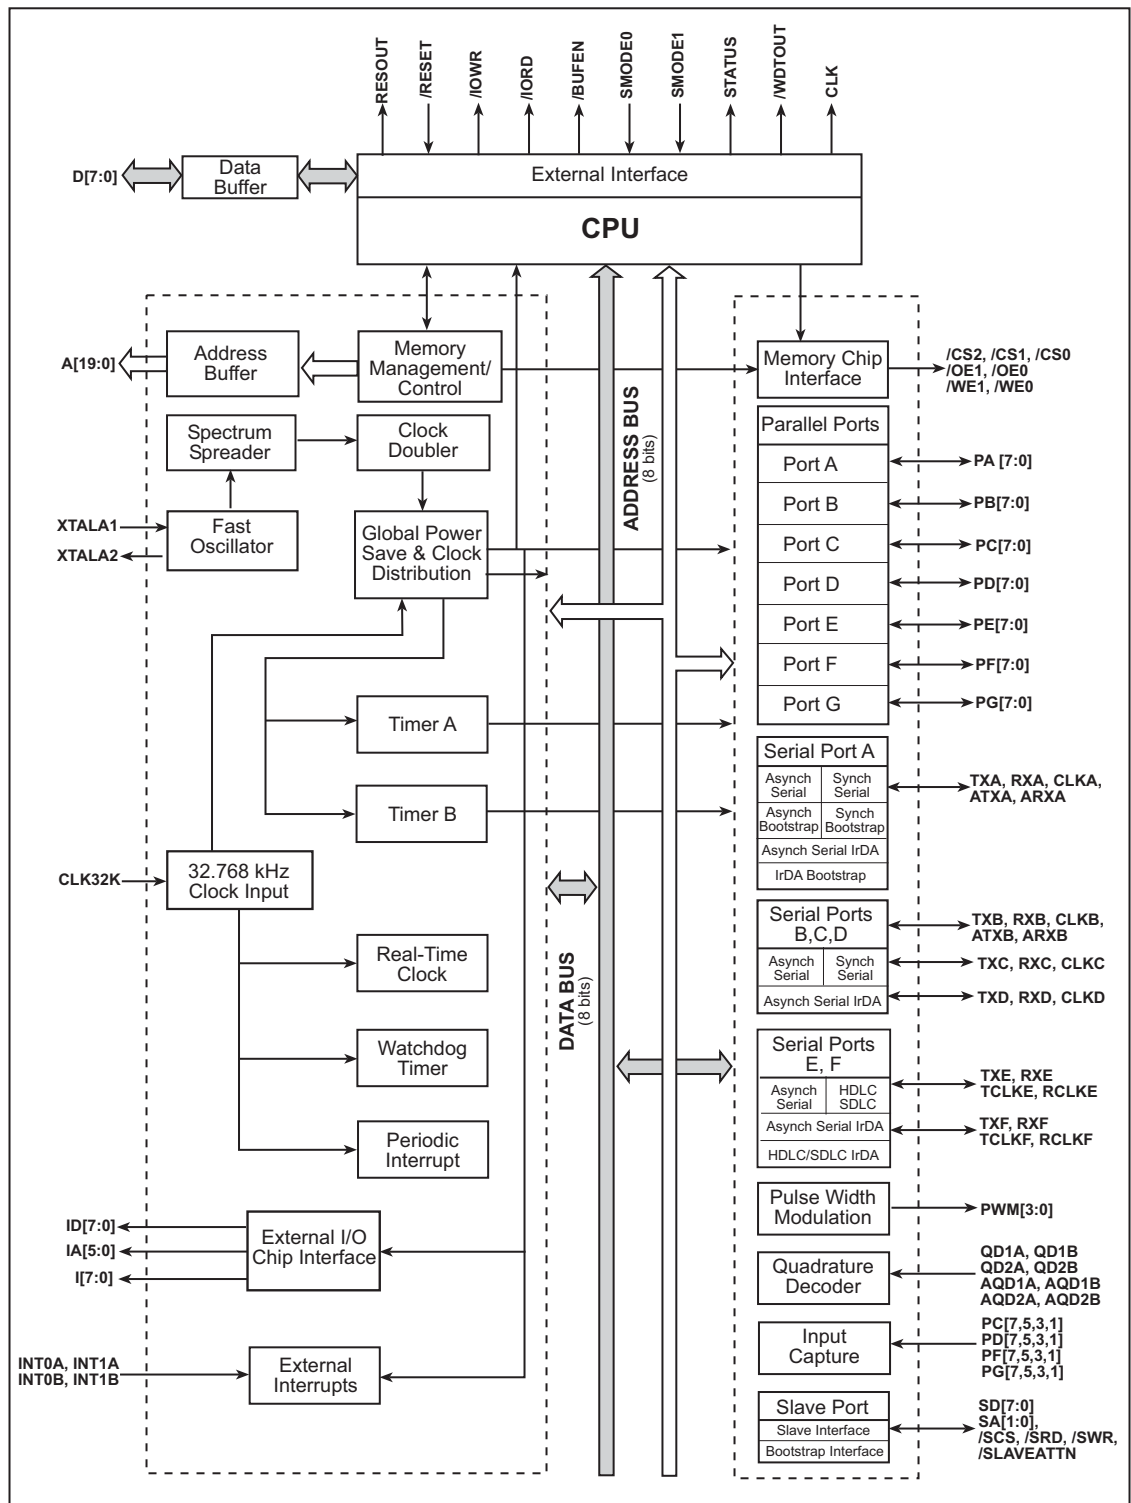 RESOUT
/RESET
/IOWR
/IORD
/BUFEN
SMODE0
SMODE1
STATUS
/WDTOUT
CLK
D[7:0]
Data
Buffer
External Interface
CPU
A[19:0]
Address
Buffer
Memory
Management/
Control
Spectrum
Spreader
Clock
Doubler
XTALA1
XTALA2
Fast
Oscillator
Global Power
Save & Clock
Distribution
Timer A
Timer B
CLK32K
32.768 kHz
Clock Input
Real-Time
Clock
Watchdog
Timer
Periodic
Interrupt
ID[7:0]
IA[5:0]
I[7:0]
External I/O
Chip Interface
INT0A, INT1A
INT0B, INT1B
External
Interrupts
ADDRESS BUS
(8 bits)
DATA BUS
(8 bits)
Memory Chip
Interface
/CS2, /CS1, /CS0
/OE1, /OE0
/WE1, /WE0
Parallel Ports
Port A
PA [7:0]
Port B
PB[7:0]
Port C
PC[7:0]
Port D
PD[7:0]
Port E
PE[7:0]
Port F
PF[7:0]
Port G
PG[7:0]
Serial Port A
Asynch
Serial
Synch
Serial
Asynch
Bootstrap
Synch
Bootstrap
Asynch Serial IrDA
IrDA Bootstrap
TXA, RXA, CLKA,
ATXA, ARXA
Serial Ports
B,C,D
Asynch
Serial
Synch
Serial
Asynch Serial IrDA
TXB, RXB, CLKB,
ATXB, ARXB
TXC, RXC, CLKC
TXD, RXD, CLKD
Serial Ports
E, F
Asynch
Serial
HDLC
SDLC
Asynch Serial IrDA
HDLC/SDLC IrDA
TXE, RXE
TCLKE, RCLKE
TXF, RXF
TCLKF, RCLKF
Pulse Width
Modulation
PWM[3:0]
Quadrature
Decoder
QD1A, QD1B
QD2A, QD2B
AQD1A, AQD1B
AQD2A, AQD2B
Input
Capture
PC[7,5,3,1]
PD[7,5,3,1]
PF[7,5,3,1]
PG[7,5,3,1]
Slave Port
Slave Interface
Bootstrap Interface
SD[7:0]
SA[1:0],
/SCS, /SRD, /SWR,
/SLAVEATTN